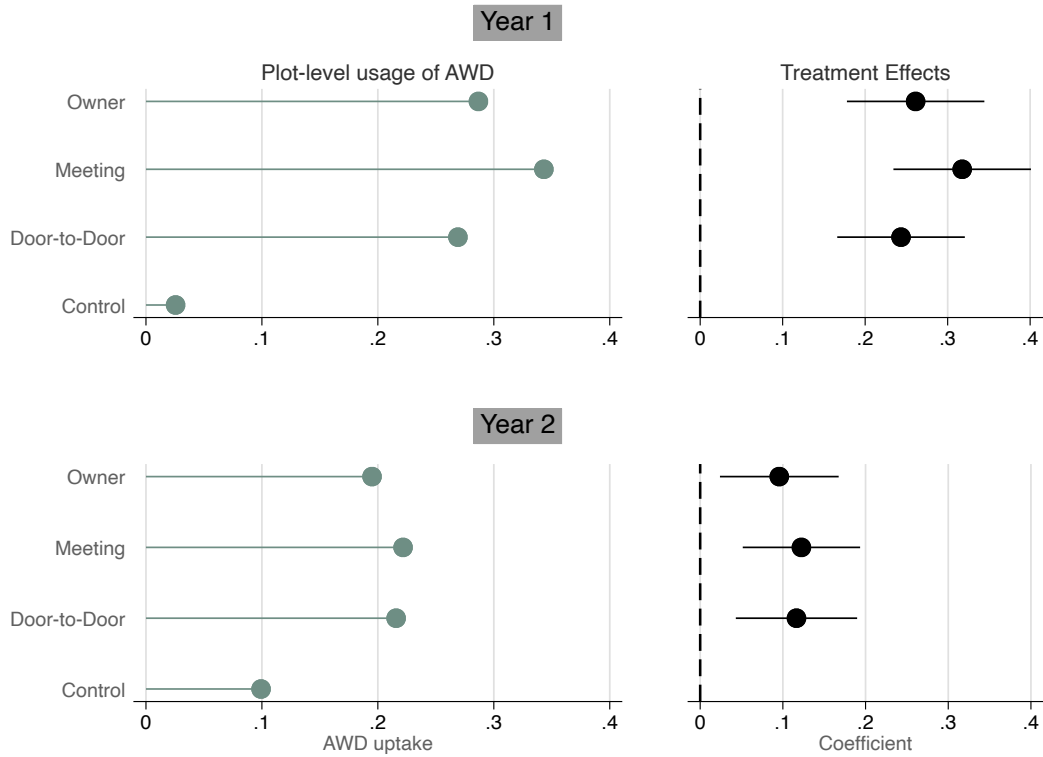 Year 1
Plot-level usage of AWD
Treatment Effects
Owner
Meeting
Door-to-Door
Control
0 .1 .2 .3 .4
0 .1 .2 .3 .4
Year 2
Owner
Meeting
Door-to-Door
Control
0 .1 .2 .3 .4
0 .1 .2 .3 .4
AWD uptake
Coefficient